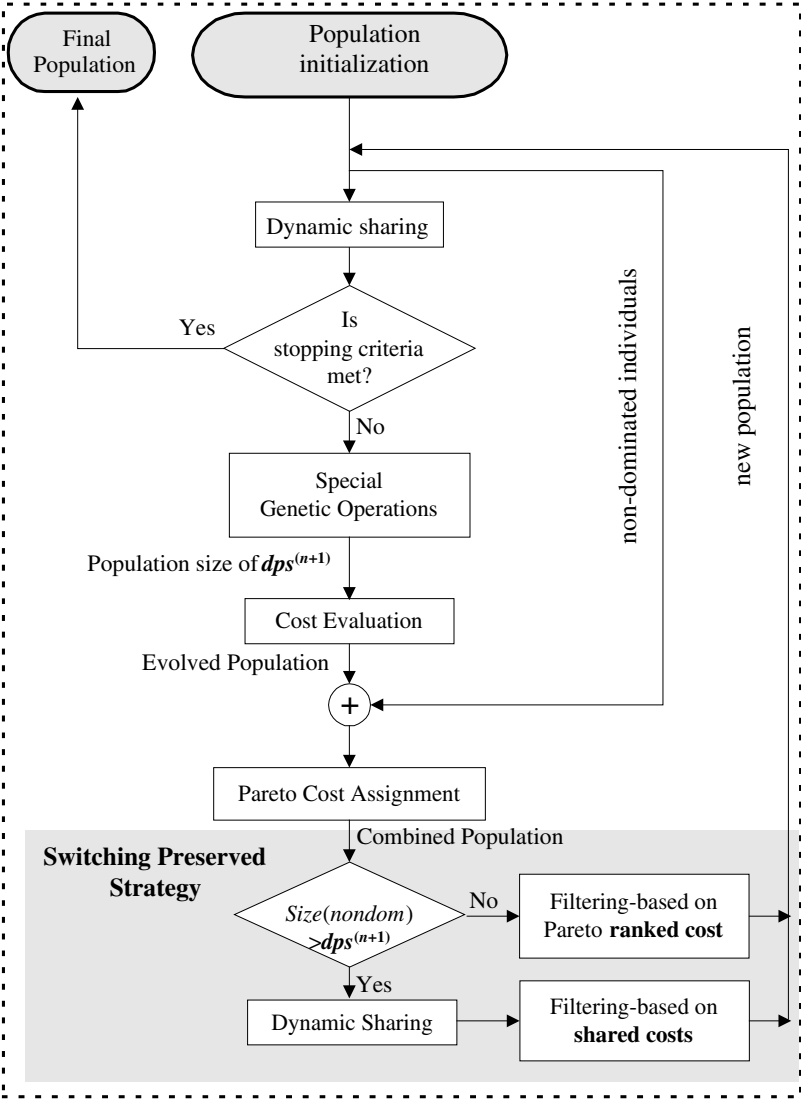 Final
Population
Population
initialization
Dynamic sharing
Is
stopping criteria
met?
Yes
No
Special
Genetic Operations
Population size of dps(n+1)
Cost Evaluation
Evolved Population
+
non-dominated individuals
new population
Pareto Cost Assignment
Combined Population
Switching Preserved
Strategy
Size(nondom)
>dps(n+1)
No
Filtering-based on
Pareto ranked cost
Yes
Dynamic Sharing
Filtering-based on
shared costs